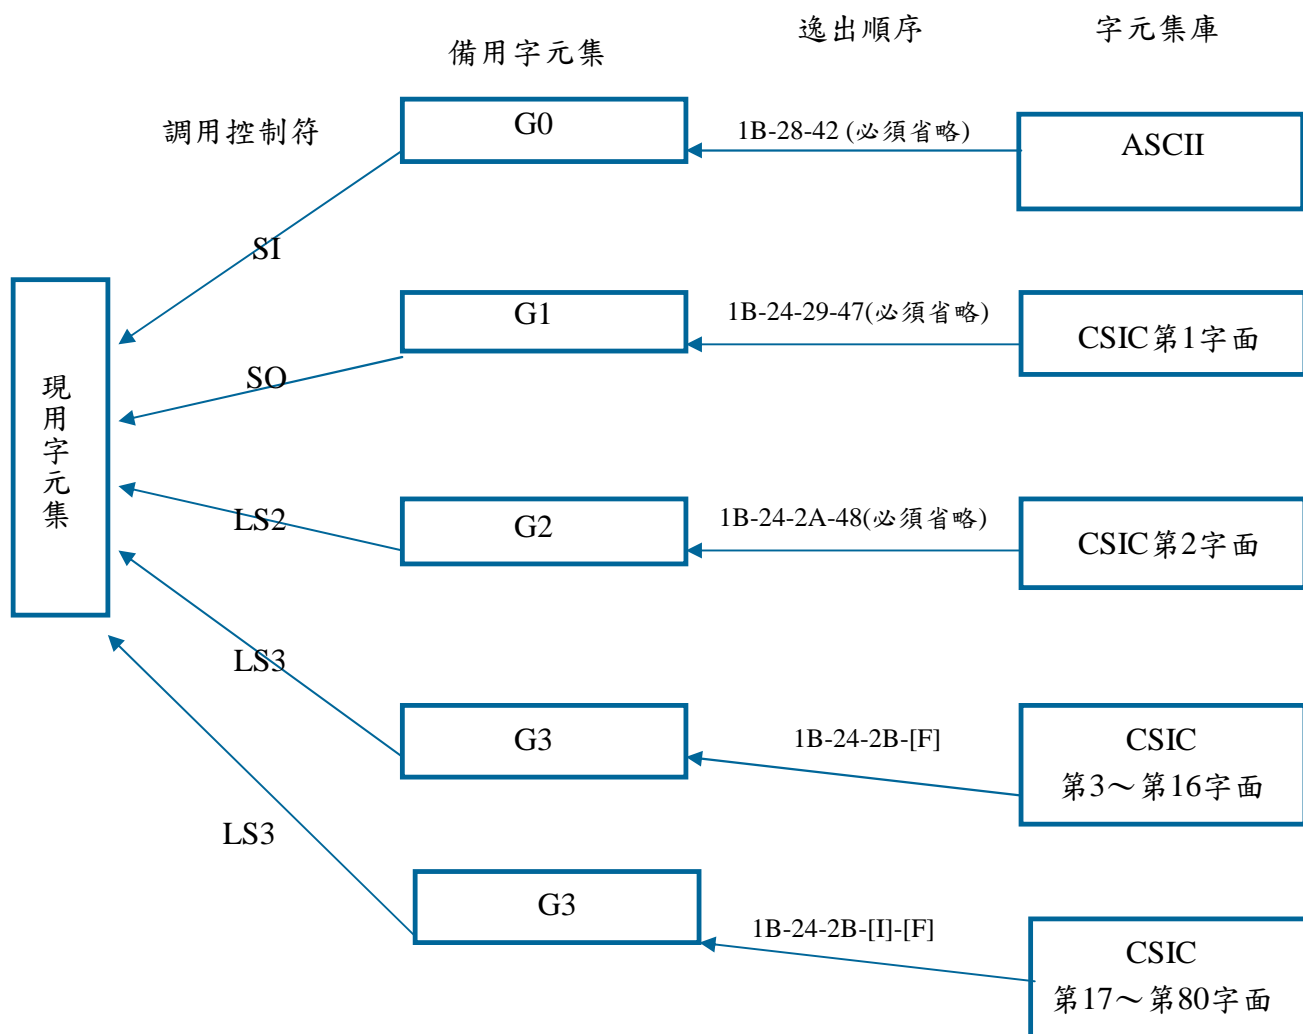 逸出順序
字元集庫
備用字元集
調用控制符
G0
1B-28-42 (必須省略)
ASCII
SI
G1
1B-24-29-47(必須省略)
CSIC第1字面
SO
現用字元集
G2
1B-24-2A-48(必須省略)
CSIC第2字面
LS2
LS3
G3
1B-24-2B-[F]
CSIC
第3～第16字面
LS3
G3
1B-24-2B-[I]-[F]
CSIC
第17～第80字面